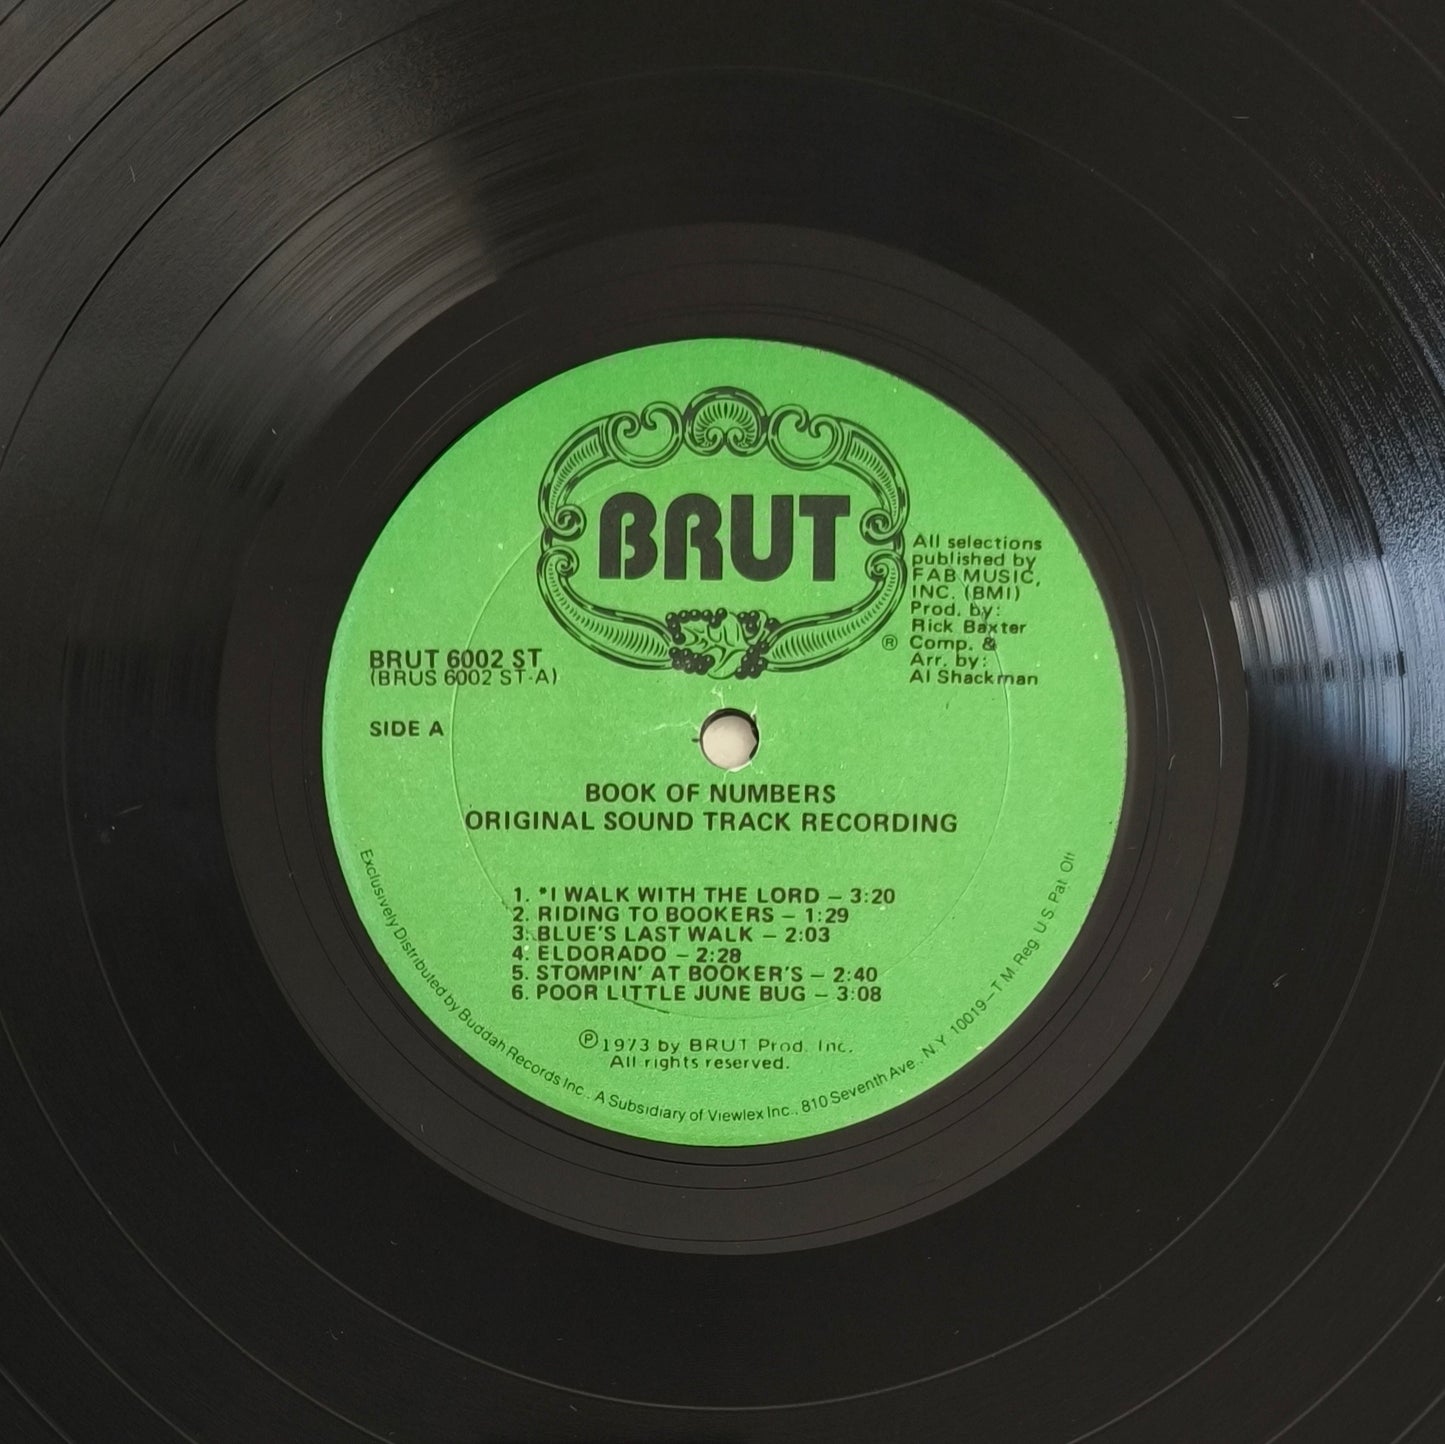 BRUT
®
All selections
published by
FAB MUSIC,
INC. (BMI)
Prod. by:
Rick Baxter
Comp. &
Arr. by:
Al Shackman
BRUT 6002 ST
(BRUS 6002 ST-A)
SIDE A
BOOK OF NUMBERS
ORIGINAL SOUND TRACK RECORDING
1. *I WALK WITH THE LORD – 3:20
2. RIDING TO BOOKERS – 1:29
3. BLUE'S LAST WALK – 2:03
4. ELDORADO – 2:28
5. STOMPIN' AT BOOKER'S – 2:40
6. POOR LITTLE JUNE BUG – 3:08
℗1973 by BRUT Prod. Inc.
All rights reserved.
Exclusively Distributed by Buddah Records Inc., A Subsidiary of Viewlex Inc., 810 Seventh Ave., N.Y. 10019–T.M. Reg. U.S. Pat. Off.